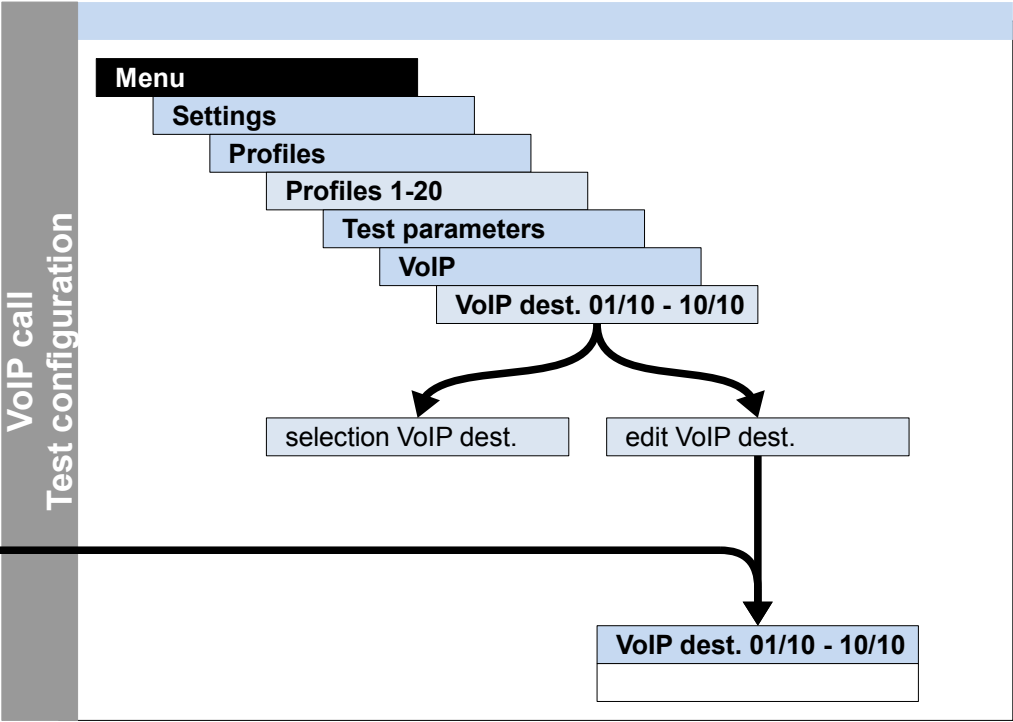 VoIP call
Test configuration
Menu
Settings
Profiles
Profiles 1-20
Test parameters
VoIP
VoIP dest. 01/10 - 10/10
selection VoIP dest.
edit VoIP dest.
VoIP dest. 01/10 - 10/10